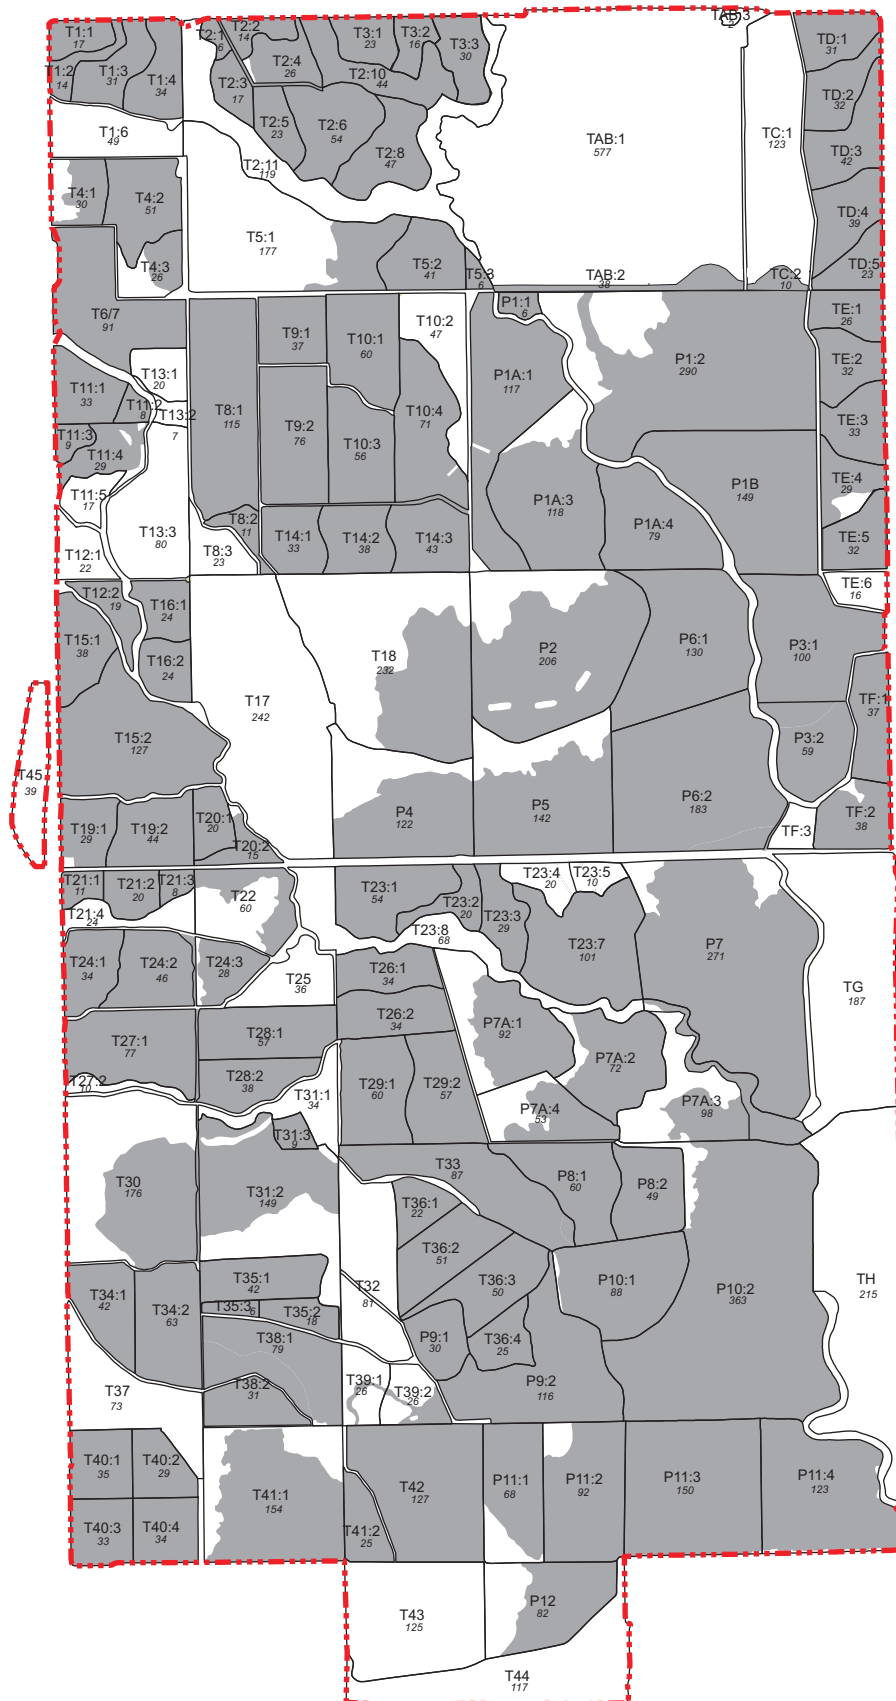 TAB:3
2
T1:1
17
T2:2
14
T2:1
6
T3:1
23
T3:2
16
T3:3
30
TD:1
31
T1:2
14
T1:3
31
T1:4
34
T2:3
17
T2:4
26
T2:10
44
TD:2
32
T1:6
49
T2:5
23
T2:6
54
T2:8
47
TAB:1
577
TC:1
123
TD:3
42
T2:11
119
T4:1
30
T4:2
51
TD:4
39
T4:3
26
T5:1
177
T5:2
41
T5:3
6
TAB:2
38
TC:2
10
TD:5
23
T6/7
91
T9:1
37
T10:1
60
T10:2
47
P1:1
6
P1:2
290
TE:1
26
T11:1
33
T13:1
20
T11:2
8
T13:2
7
T8:1
115
P1A:1
117
TE:2
32
T11:3
9
T11:4
29
T9:2
76
T10:3
56
T10:4
71
TE:3
33
T11:5
17
T13:3
80
T8:2
11
P1A:3
118
P1A:4
79
P1B
149
TE:4
29
T12:1
22
T8:3
23
T14:1
33
T14:2
38
T14:3
43
TE:5
32
T12:2
19
T16:1
24
TE:6
16
T15:1
38
T16:2
24
T17
242
T18
232
P2
206
P6:1
130
P3:1
100
TF:1
37
T45
39
T15:2
127
P3:2
59
T19:1
29
T19:2
44
T20:1
20
T20:2
15
P4
122
P5
142
P6:2
183
TF:3
TF:2
38
T21:1
11
T21:2
20
T21:3
8
T22
60
T23:1
54
T23:2
20
T23:3
29
T23:4
20
T23:5
10
T21:4
24
T23:8
68
T23:7
101
P7
271
T24:1
34
T24:2
46
T24:3
28
T25
36
T26:1
34
TG
187
T27:1
77
T28:1
57
T26:2
34
P7A:1
92
P7A:2
72
T27:2
10
T28:2
38
T31:1
34
T29:1
60
T29:2
57
P7A:4
53
P7A:3
98
T31:3
9
T30
176
T31:2
149
T33
87
P8:1
60
P8:2
49
T36:1
22
T36:2
51
T34:1
42
T34:2
63
T35:1
42
T32
81
T36:3
50
P10:1
88
P10:2
363
TH
215
T35:3
6
T35:2
18
T38:1
79
P9:1
30
T36:4
25
T37
73
T38:2
31
T39:1
26
T39:2
26
P9:2
116
T40:1
35
T40:2
29
T41:1
154
T42
127
P11:1
68
P11:2
92
P11:3
150
P11:4
123
T40:3
33
T40:4
34
T41:2
25
T43
125
P12
82
T44
117